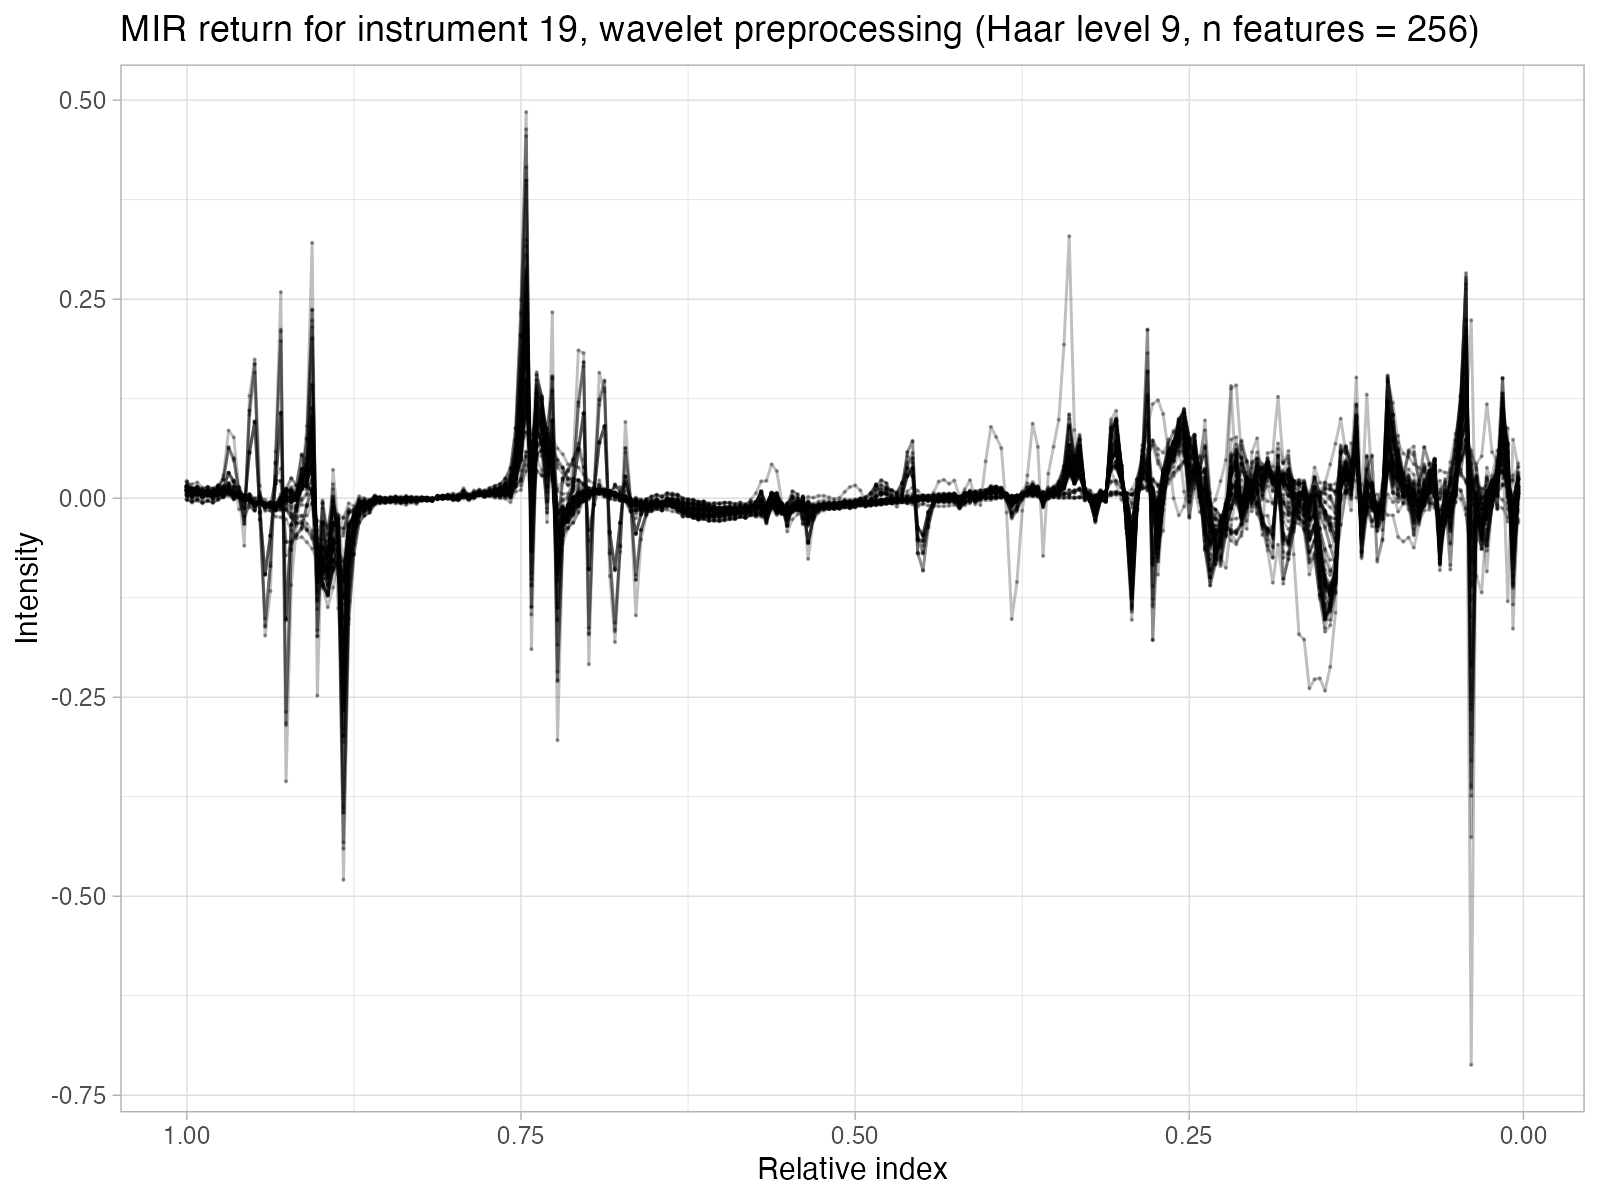 MIR return for instrument 19, wavelet preprocessing (Haar level 9, n features = 256)
0.50
0.25
0.00
-0.25
-0.50
-0.75
Intensity
1.00 0.75 0.50 0.25 0.00
Relative index